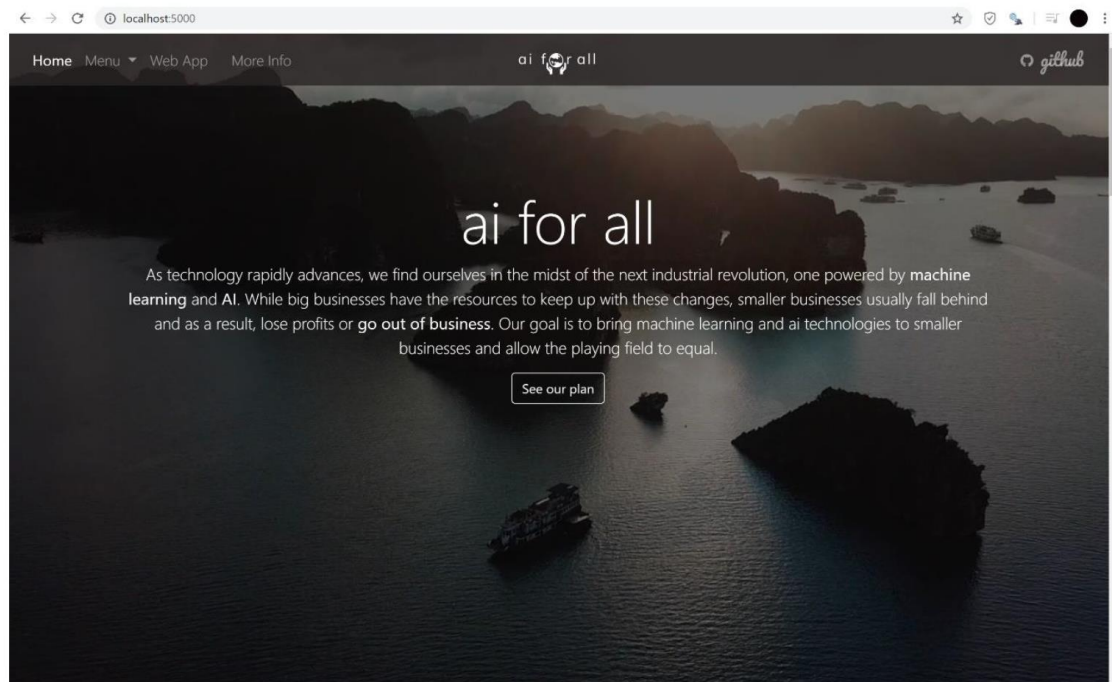 localhost:5000
Home Menu Web App More Info
ai for all
github
ai for all
As technology rapidly advances, we find ourselves in the midst of the next industrial revolution, one powered by machine
learning and AI. While big businesses have the resources to keep up with these changes, smaller businesses usually fall behind
and as a result, lose profits or go out of business. Our goal is to bring machine learning and ai technologies to smaller
businesses and allow the playing field to equal.
See our plan